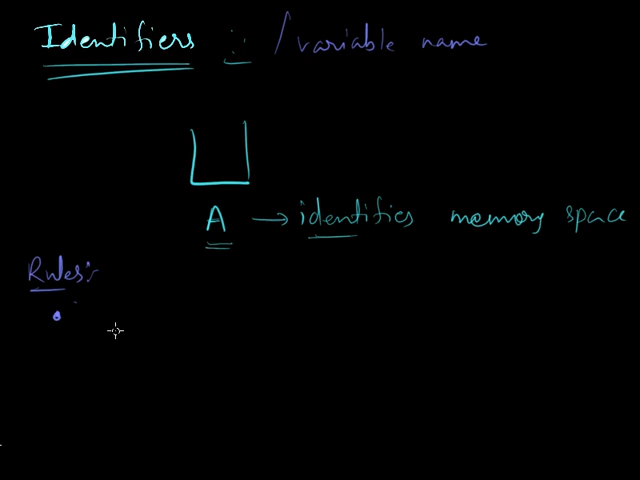 Identifiers :- / variable name
A → identifies memory space
Rules:-